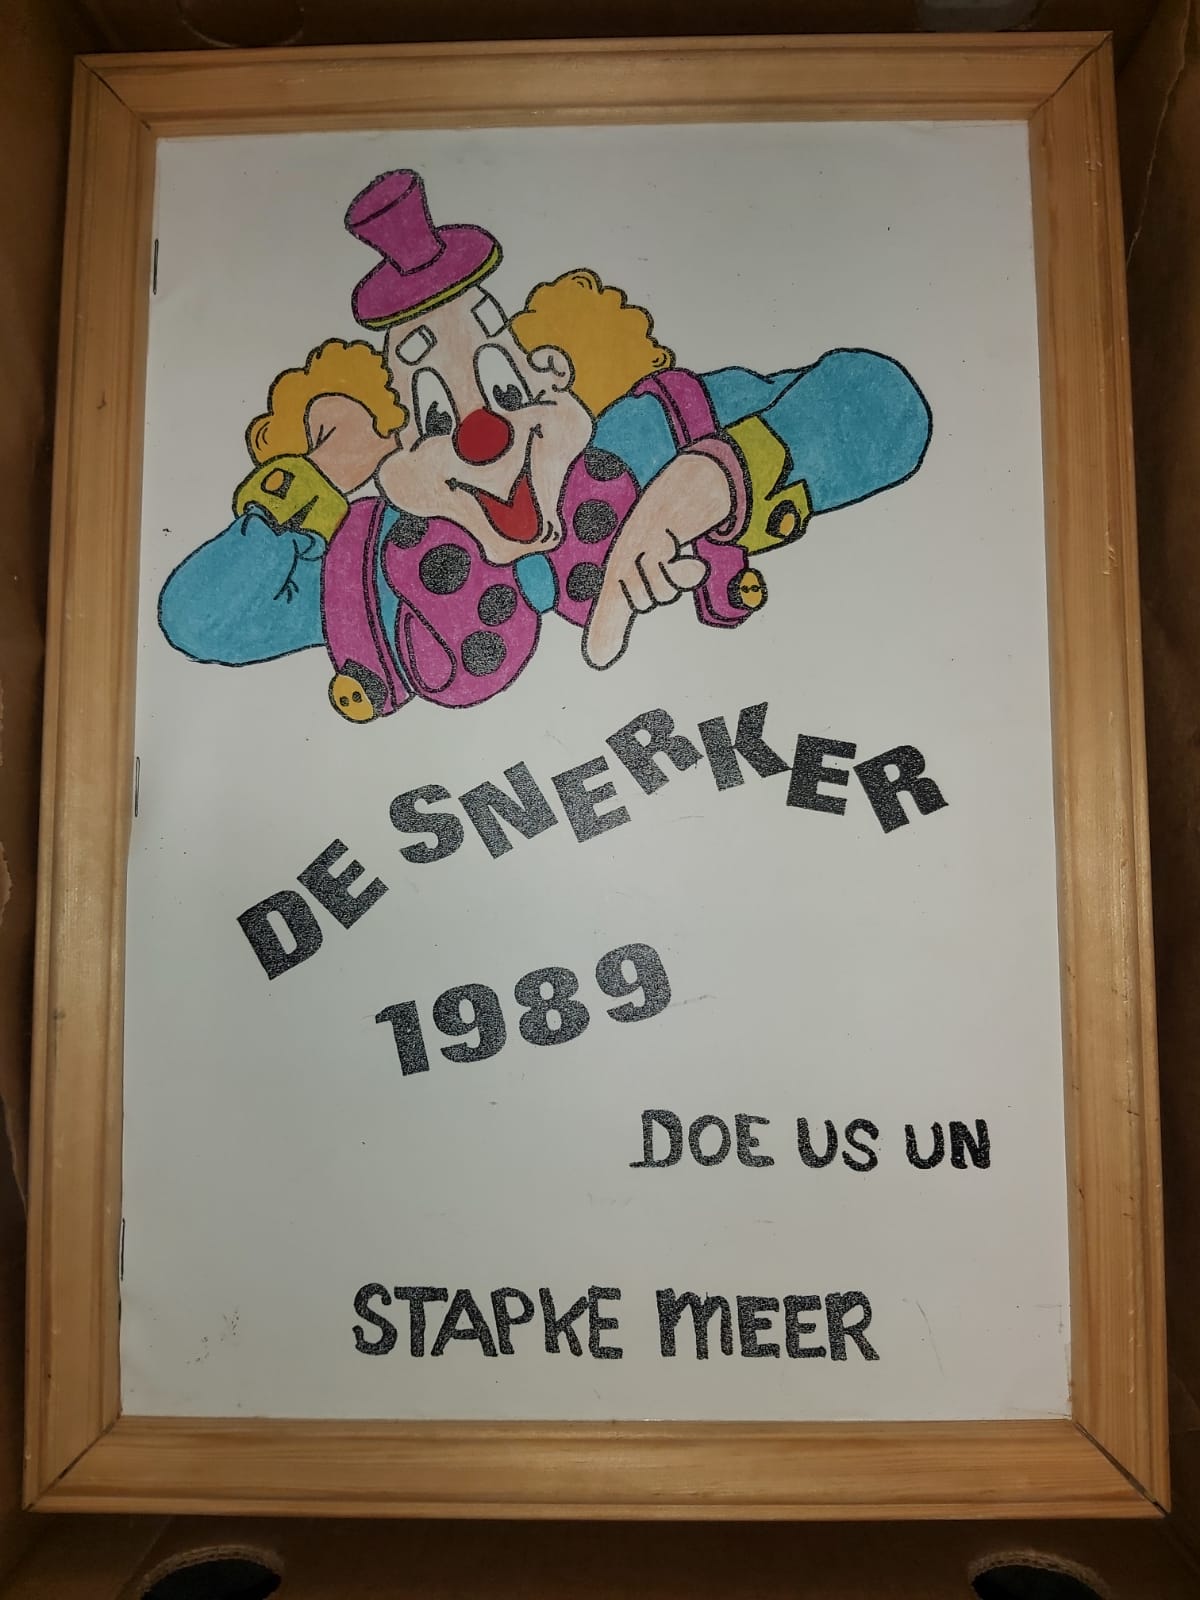 DE SNERKER
1989
DOE US UN
STAPKE MEER